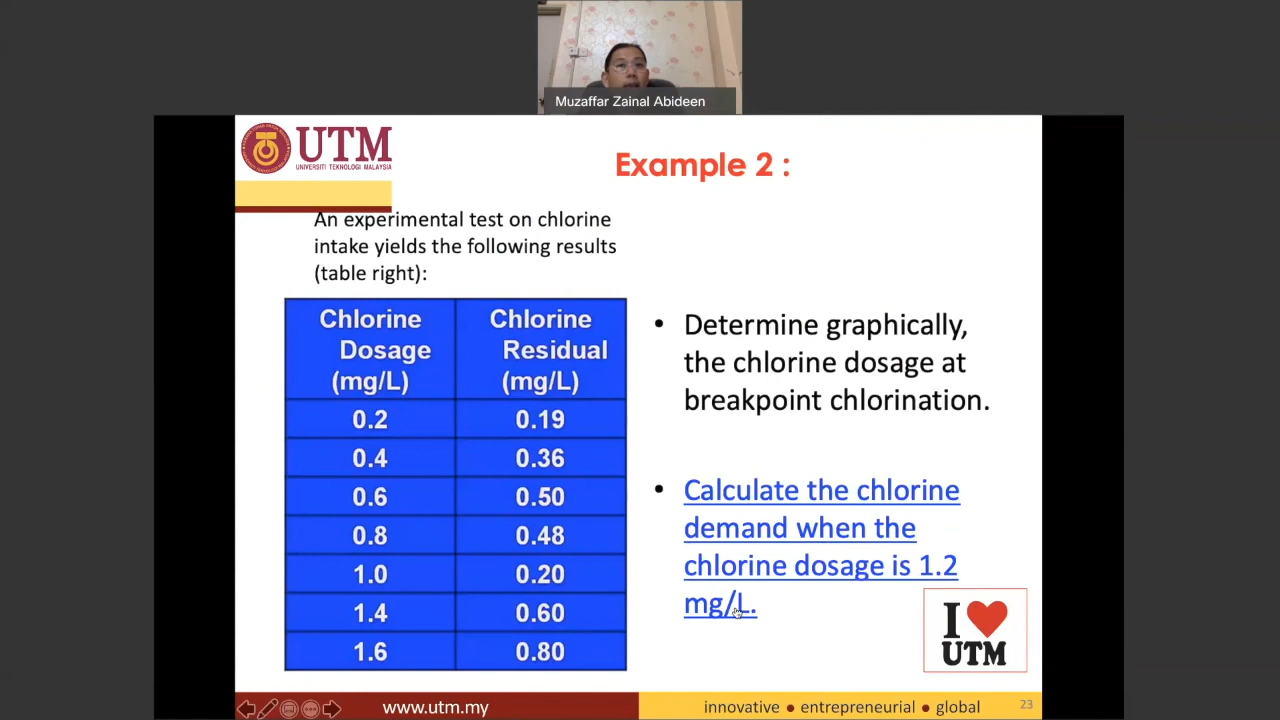 Muzaffar Zainal Abideen
UTM
UNIVERSITI TEKNOLOGI MALAYSIA
Example 2 :
An experimental test on chlorine
intake yields the following results
(table right):
Chlorine Dosage (mg/L) Chlorine Residual (mg/L)
0.2 0.19
0.4 0.36
0.6 0.50
0.8 0.48
1.0 0.20
1.4 0.60
1.6 0.80
• Determine graphically,
the chlorine dosage at
breakpoint chlorination.
• Calculate the chlorine
demand when the
chlorine dosage is 1.2
mg/L.
I ♥
UTM
www.utm.my
innovative ● entrepreneurial ● global
23